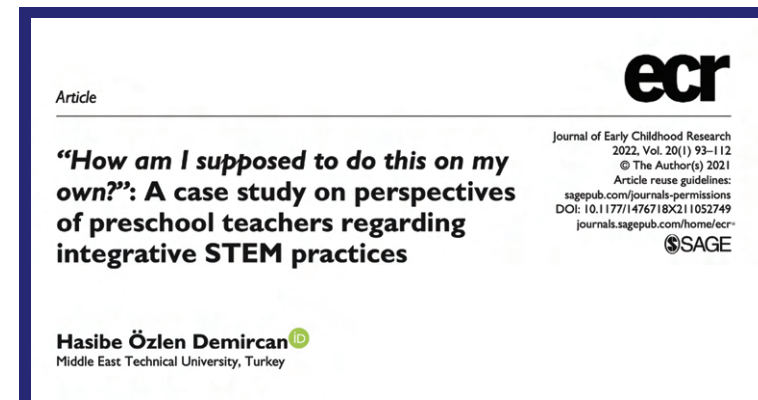 Article
ecr
Journal of Early Childhood Research
2022, Vol. 20(1) 93–112
© The Author(s) 2021
Article reuse guidelines:
sagepub.com/journals-permissions
DOI: 10.1177/1476718X211052749
journals.sagepub.com/home/ecr
SAGE
“How am I supposed to do this on my
own?”: A case study on perspectives
of preschool teachers regarding
integrative STEM practices
Hasibe Özlen Demircan iD
Middle East Technical University, Turkey